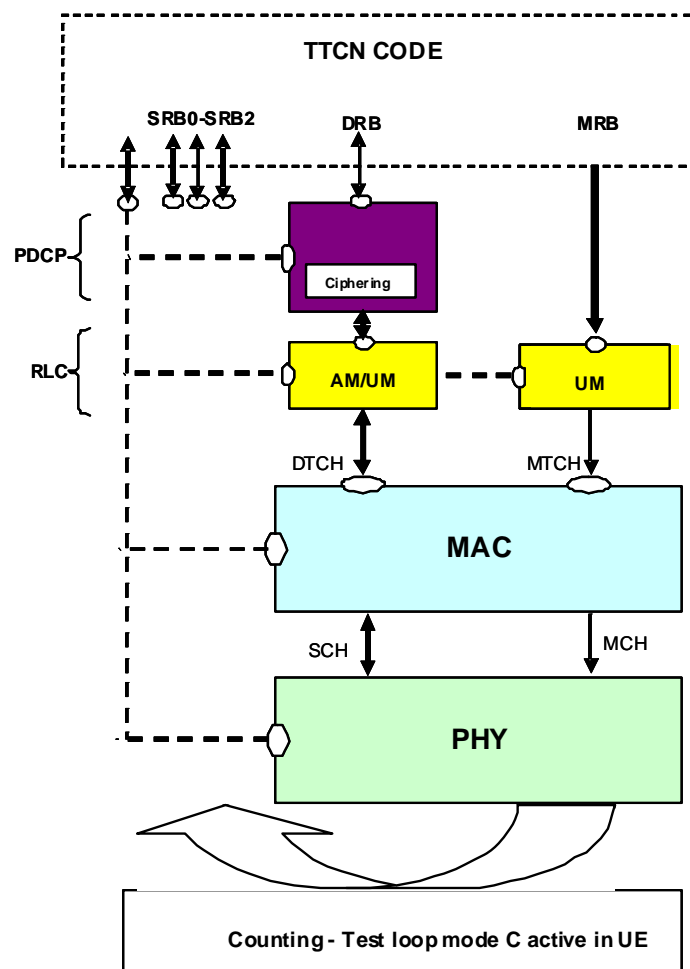 TTCN CODE
SRB0-SRB2
DRB
MRB
PDCP
Ciphering
RLC
AM/UM
UM
DTCH
MTCH
MAC
SCH
MCH
PHY
Counting - Test loop mode C active in UE